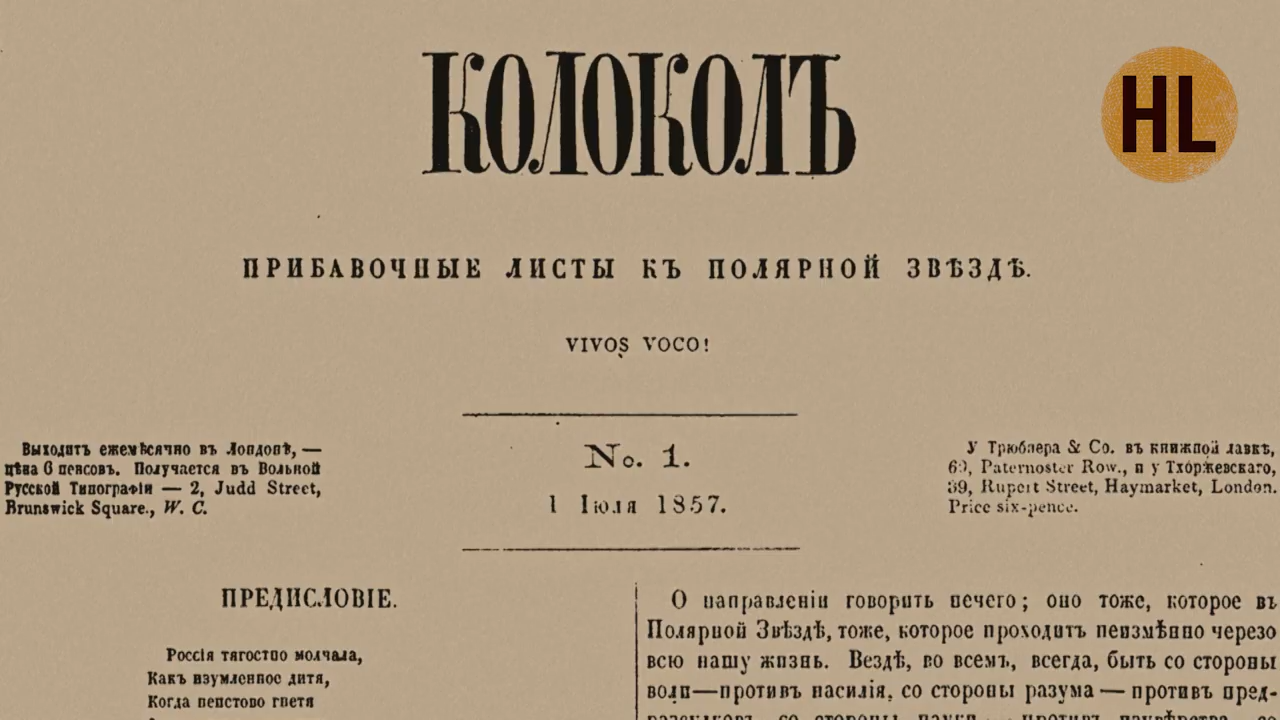 КОЛОКОЛЪ
HL
ПРИБАВОЧНЫЕ ЛИСТЫ КЪ ПОЛЯРНОЙ ЗВѢЗДѢ.
VIVOS VOCO!
Выходитъ ежемѣсячно въ Лондонѣ, —
цѣна 6 пенсовъ. Получается въ Вольной
Русской Типографіи — 2, Judd Street,
Brunswick Square., W. C.
No. 1.
1 Іюля 1857.
У Трюбнера & Co. въ книжной лавкѣ,
60, Paternoster Row., и у Тхоржевскаго,
39, Rupert Street, Haymarket, London.
Price six-pence.
ПРЕДИСЛОВІЕ.
Россія тягостно молчала,
Какъ изумленное дитя,
Когда неистово гнетя
О направленіи говорить нечего; оно тоже, которое въ
Полярной Звѣздѣ, тоже, которое проходитъ неизмѣнно черезо
всю нашу жизнь. Вездѣ, во всемъ, всегда, быть со стороны
воли—противъ насилія, со стороны разума — противъ пред-